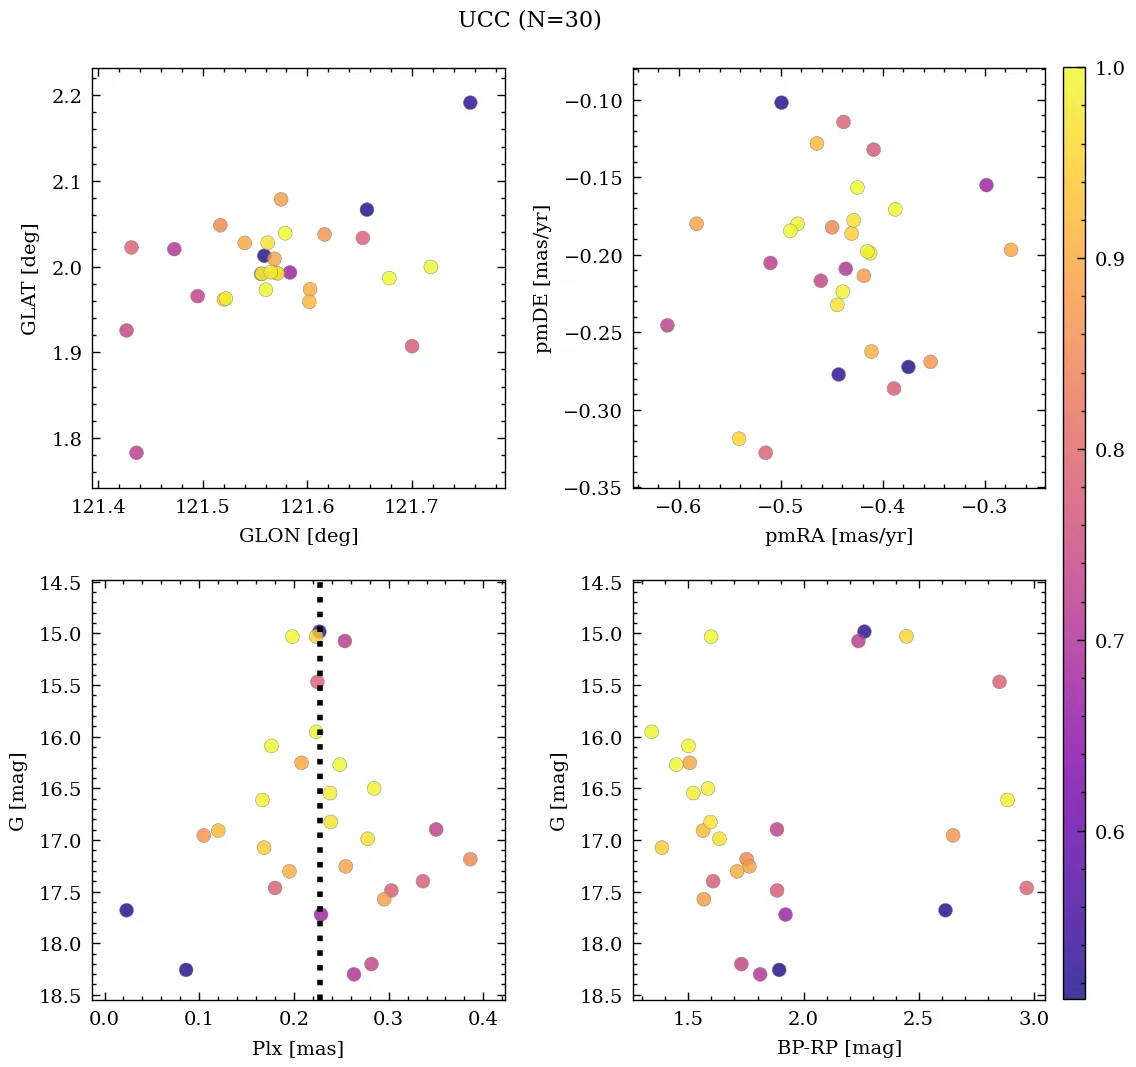 UCC (N=30)
2.2
2.1
2.0
1.9
1.8
GLAT [deg]
121.4 121.5 121.6 121.7
GLON [deg]
−0.10
−0.15
−0.20
−0.25
−0.30
−0.35
pmDE [mas/yr]
−0.6 −0.5 −0.4 −0.3
pmRA [mas/yr]
14.5
15.0
15.5
16.0
16.5
17.0
17.5
18.0
18.5
G [mag]
0.0 0.1 0.2 0.3 0.4
Plx [mas]
14.5
15.0
15.5
16.0
16.5
17.0
17.5
18.0
18.5
G [mag]
1.5 2.0 2.5 3.0
BP-RP [mag]
1.0
0.9
0.8
0.7
0.6